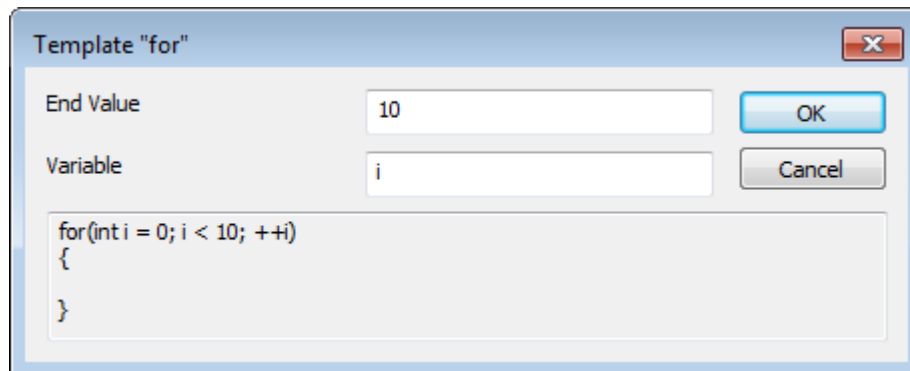 Template "for"
End Value 10 OK
Variable i Cancel
for(int i = 0; i < 10; ++i)
{
}